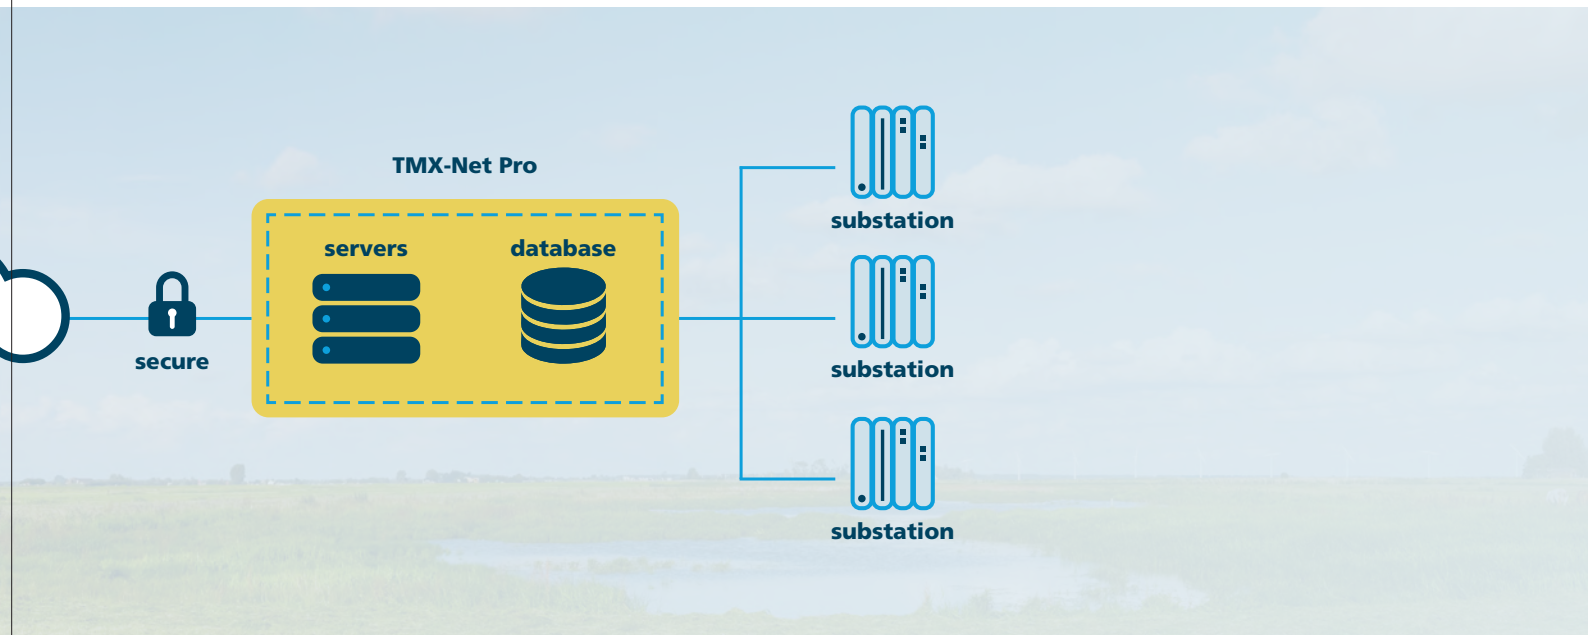 TMX-Net Pro
servers
database
secure
substation
substation
substation